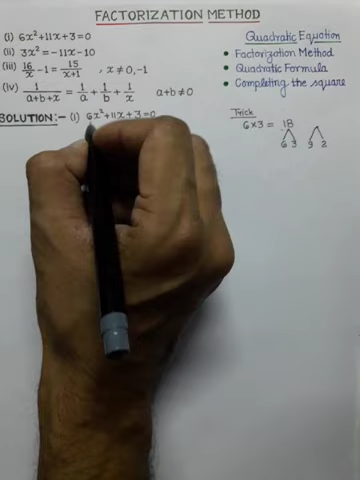 FACTORIZATION METHOD
(i) 6x²+11x+3=0
(ii) 3x² = -11x-10
(iii) 16/x - 1 = 15/(x+1) , x≠0,-1
(iv) 1/(a+b+x) = 1/a + 1/b + 1/x a+b≠0
Quadratic Equation
• Factorization Method
• Quadratic Formula
• Completing the square
SOLUTION:- (i) 6x²+11x+3=0
Trick
6×3 = 18
6 3 9 2